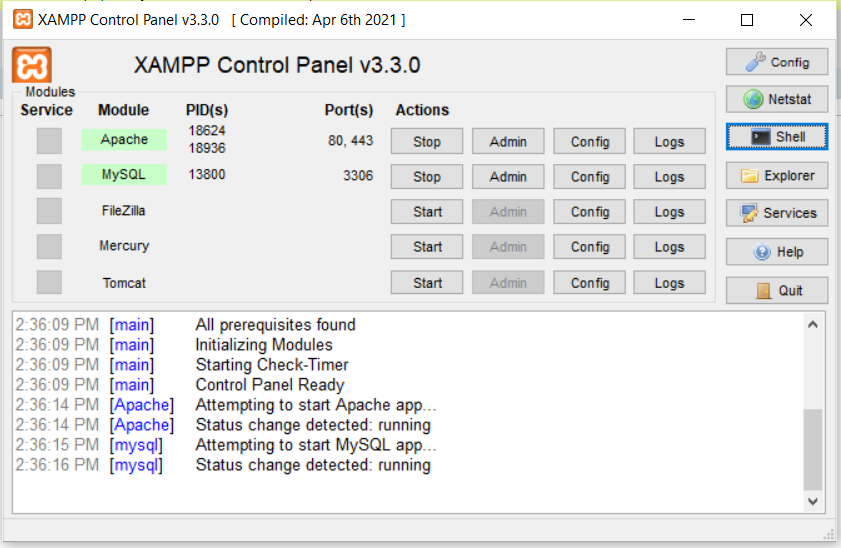 XAMPP Control Panel v3.3.0 [ Compiled: Apr 6th 2021 ]
XAMPP Control Panel v3.3.0
Config
Modules
Service Module PID(s) Port(s) Actions
Netstat
Apache 18624 18936 80, 443 Stop Admin Config Logs
Shell
MySQL 13800 3306 Stop Admin Config Logs
Explorer
FileZilla Start Admin Config Logs
Services
Mercury Start Admin Config Logs
Help
Tomcat Start Admin Config Logs
Quit
2:36:09 PM [main] All prerequisites found
2:36:09 PM [main] Initializing Modules
2:36:09 PM [main] Starting Check-Timer
2:36:09 PM [main] Control Panel Ready
2:36:14 PM [Apache] Attempting to start Apache app...
2:36:14 PM [Apache] Status change detected: running
2:36:15 PM [mysql] Attempting to start MySQL app...
2:36:16 PM [mysql] Status change detected: running